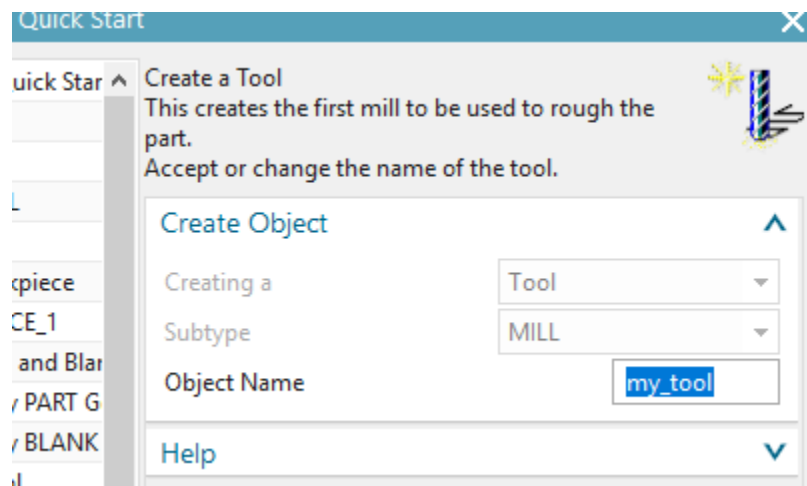 Quick Start
uick Star
Create a Tool
This creates the first mill to be used to rough the
part.
Accept or change the name of the tool.
Create Object
Creating a Tool
kpiece
CE_1
Subtype MILL
and Blan
Object Name my_tool
y PART G
y BLANK
Help